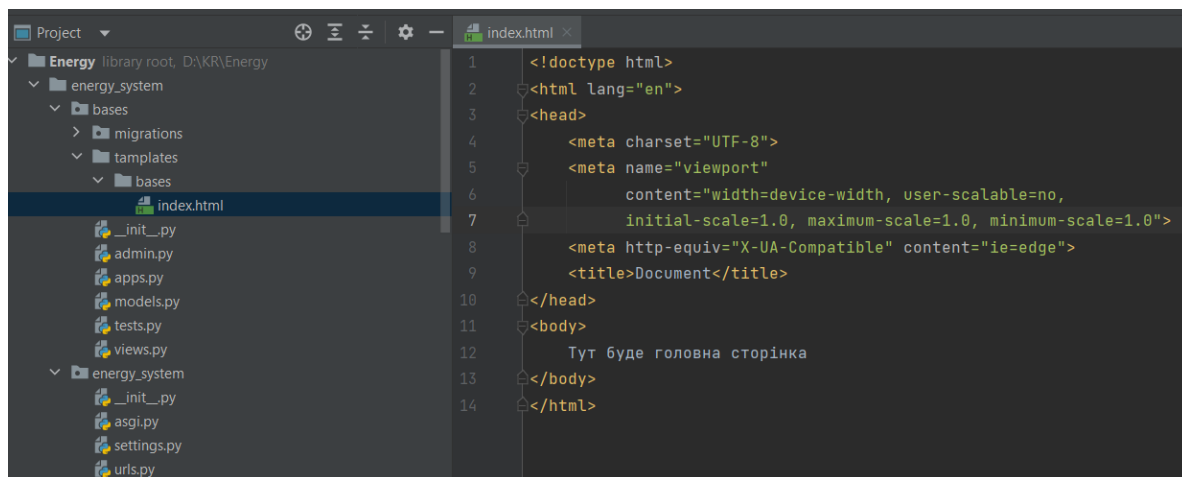 Project
Energy library root, D:\KR\Energy
energy_system
bases
migrations
tamplates
bases
index.html
__init__.py
admin.py
apps.py
models.py
tests.py
views.py
energy_system
__init__.py
asgi.py
settings.py
urls.py
index.html
1 <!doctype html>
2 <html lang="en">
3 <head>
4 <meta charset="UTF-8">
5 <meta name="viewport"
6 content="width=device-width, user-scalable=no,
7 initial-scale=1.0, maximum-scale=1.0, minimum-scale=1.0">
8 <meta http-equiv="X-UA-Compatible" content="ie=edge">
9 <title>Document</title>
10 </head>
11 <body>
12 Тут буде головна сторінка
13 </body>
14 </html>